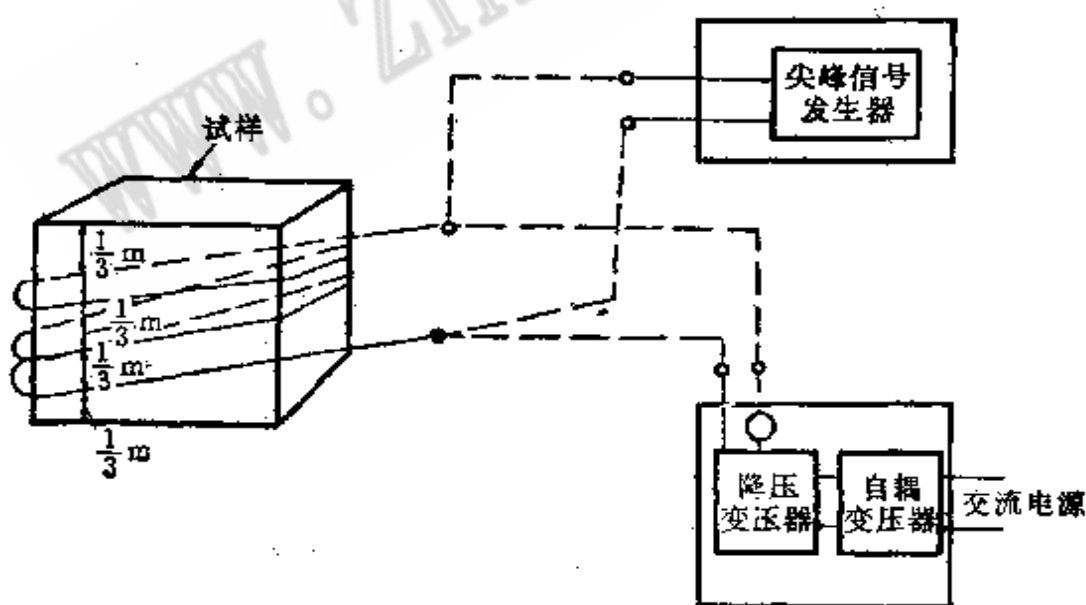 尖峰信号
发生器
试样
1/3 m
1/3 m
1/3 m
1/3 m
降压
变压器
自耦
变压器
交流电源